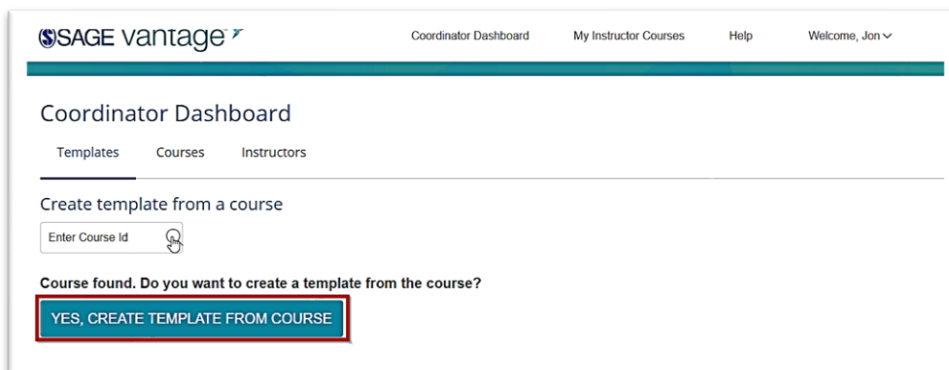 SSAGE vantage
Coordinator Dashboard My Instructor Courses Help Welcome, Jon
Coordinator Dashboard
Templates Courses Instructors
Create template from a course
Enter Course Id
Course found. Do you want to create a template from the course?
YES, CREATE TEMPLATE FROM COURSE